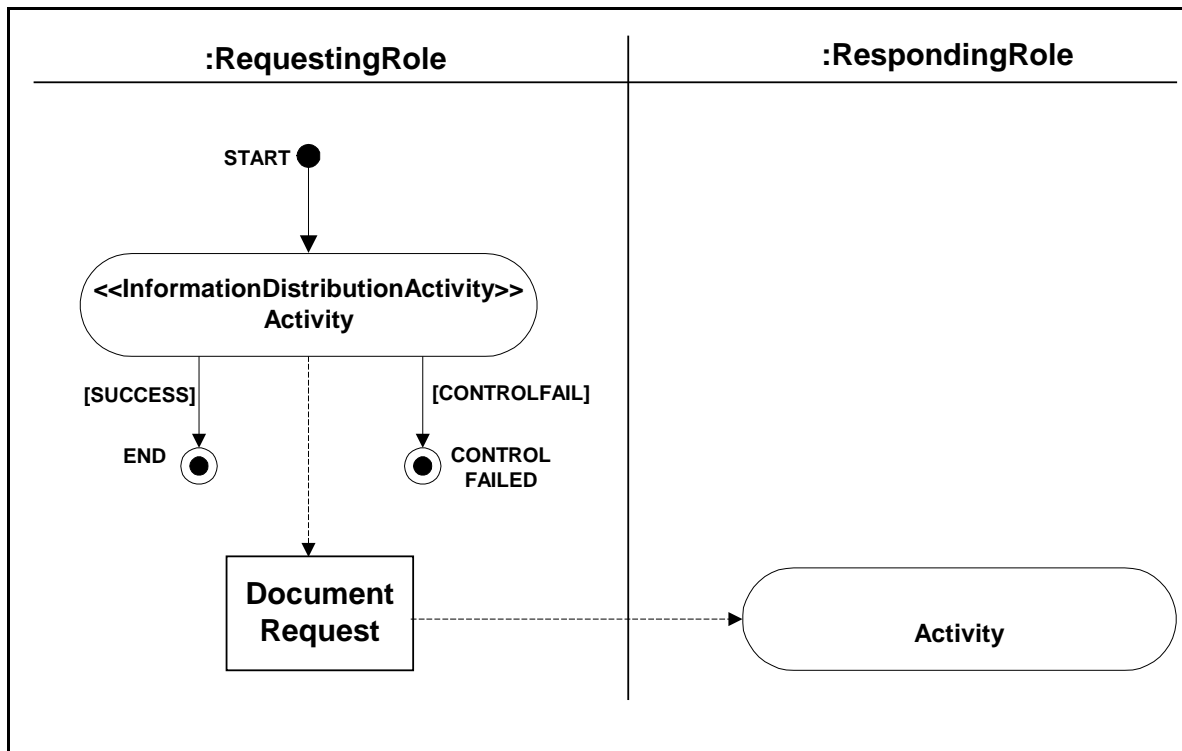 :RequestingRole
:RespondingRole
START
<<InformationDistributionActivity>>
Activity
[SUCCESS]
[CONTROLFAIL]
END
CONTROL
FAILED
Document
Request
Activity